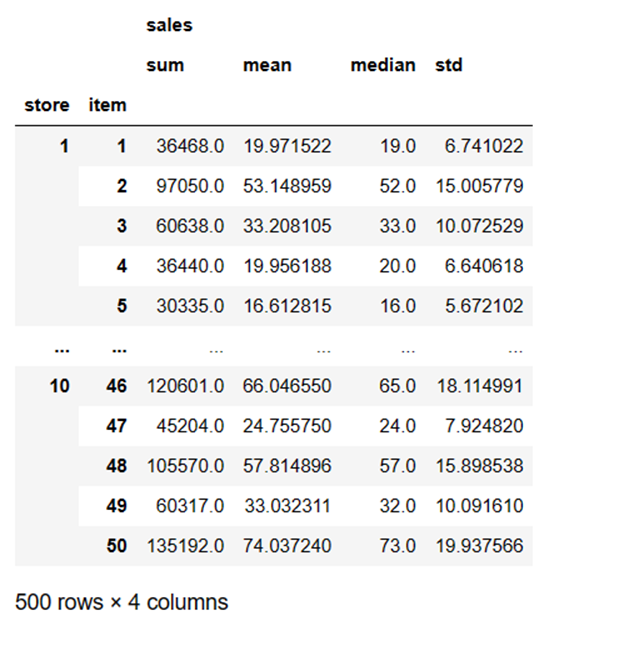 sales
sum mean median std
store item
1 1 36468.0 19.971522 19.0 6.741022
2 97050.0 53.148959 52.0 15.005779
3 60638.0 33.208105 33.0 10.072529
4 36440.0 19.956188 20.0 6.640618
5 30335.0 16.612815 16.0 5.672102
... ... ... ... ... ...
10 46 120601.0 66.046550 65.0 18.114991
47 45204.0 24.755750 24.0 7.924820
48 105570.0 57.814896 57.0 15.898538
49 60317.0 33.032311 32.0 10.091610
50 135192.0 74.037240 73.0 19.937566
500 rows × 4 columns